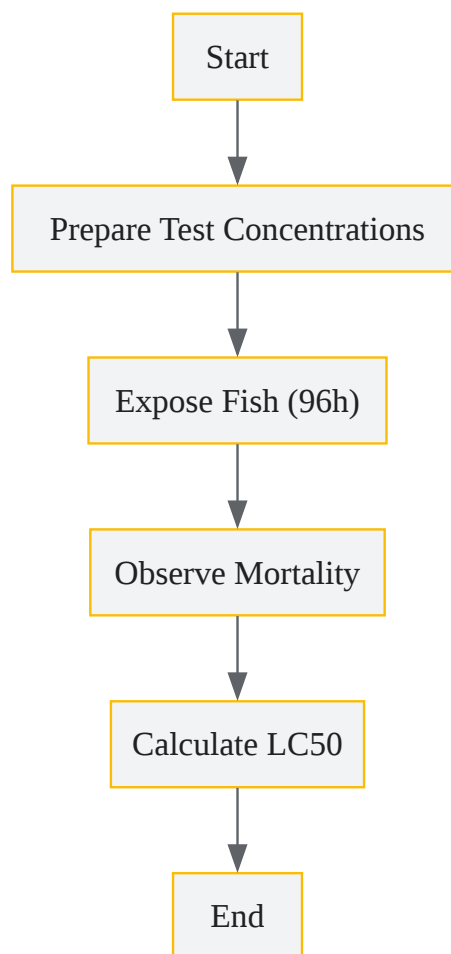 Start
Prepare Test Concentrations
Expose Fish (96h)
Observe Mortality
Calculate LC50
End